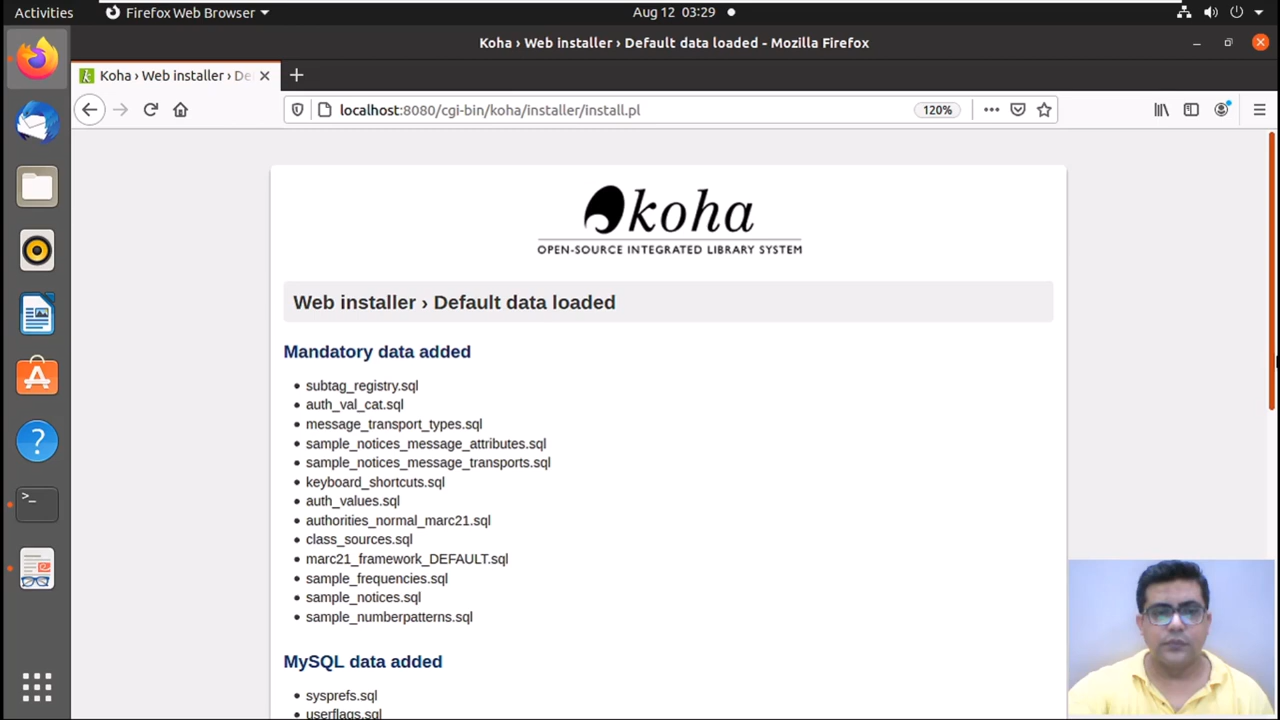 Activities
Firefox Web Browser
Aug 12 03:29
Koha › Web installer › Default data loaded - Mozilla Firefox
Koha › Web installer › De
localhost:8080/cgi-bin/koha/installer/install.pl
120%
koha
OPEN-SOURCE INTEGRATED LIBRARY SYSTEM
Web installer › Default data loaded
Mandatory data added
subtag_registry.sql
auth_val_cat.sql
message_transport_types.sql
sample_notices_message_attributes.sql
sample_notices_message_transports.sql
keyboard_shortcuts.sql
auth_values.sql
authorities_normal_marc21.sql
class_sources.sql
marc21_framework_DEFAULT.sql
sample_frequencies.sql
sample_notices.sql
sample_numberpatterns.sql
MySQL data added
sysprefs.sql
userflags.sql